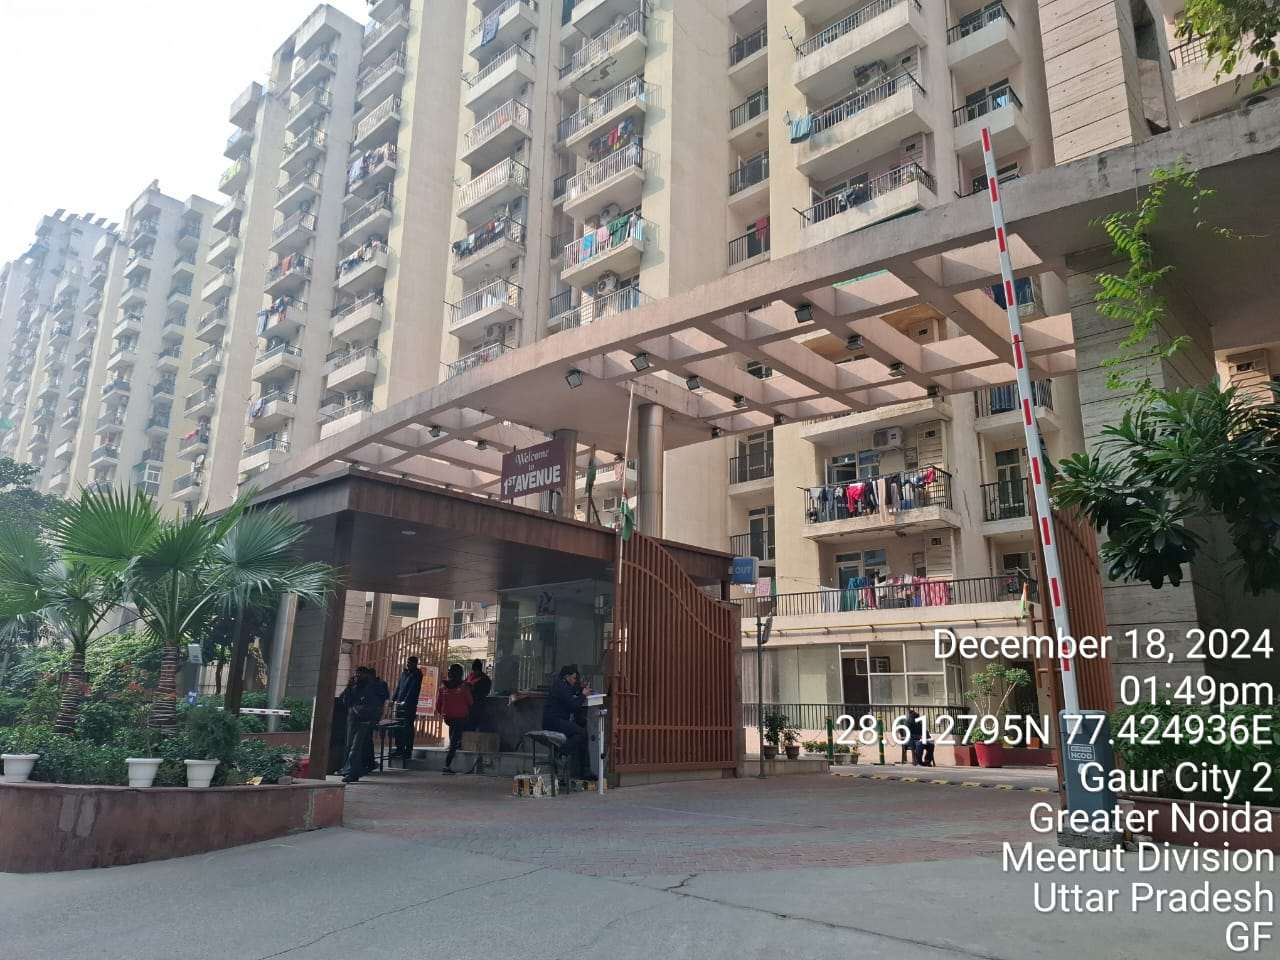 Welcome
to
1ST AVENUE
OUT
HCOD
December 18, 2024
01:49pm
28.612795N 77.424936E
Gaur City 2
Greater Noida
Meerut Division
Uttar Pradesh
GF